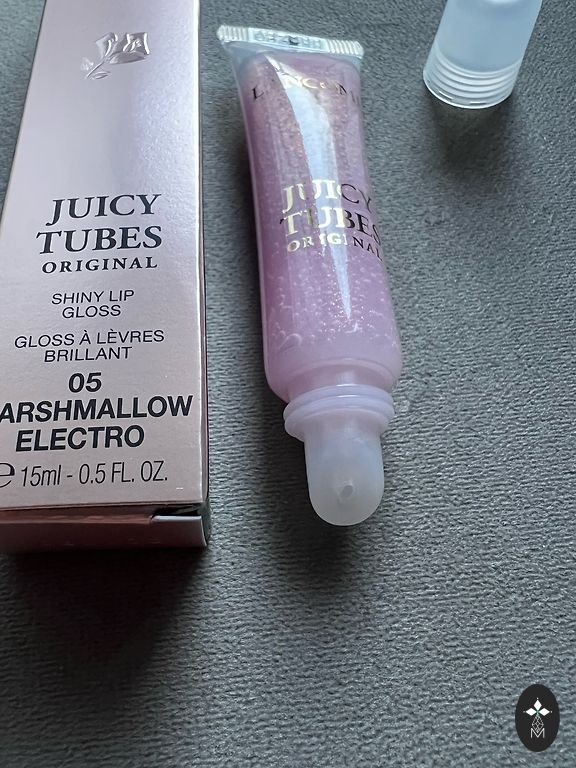 JUICY
TUBES
ORIGINAL
SHINY LIP
GLOSS
GLOSS À LÈVRES
BRILLANT
05
ARSHMALLOW
ELECTRO
e 15ml - 0.5 FL. OZ.
LANCÔME
JUICY
TUBES
ORIGINAL
M